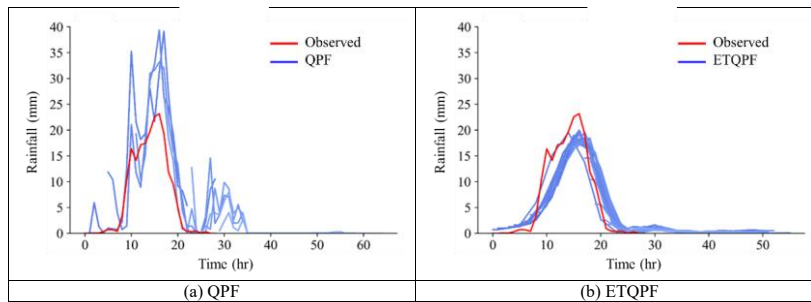 40
35
30
25
20
15
10
5
0
Rainfall (mm)
Observed
QPF
0 10 20 30 40 50 60
Time (hr)
(a) QPF
40
35
30
25
20
15
10
5
0
Rainfall (mm)
Observed
ETQPF
0 10 20 30 40 50
Time (hr)
(b) ETQPF